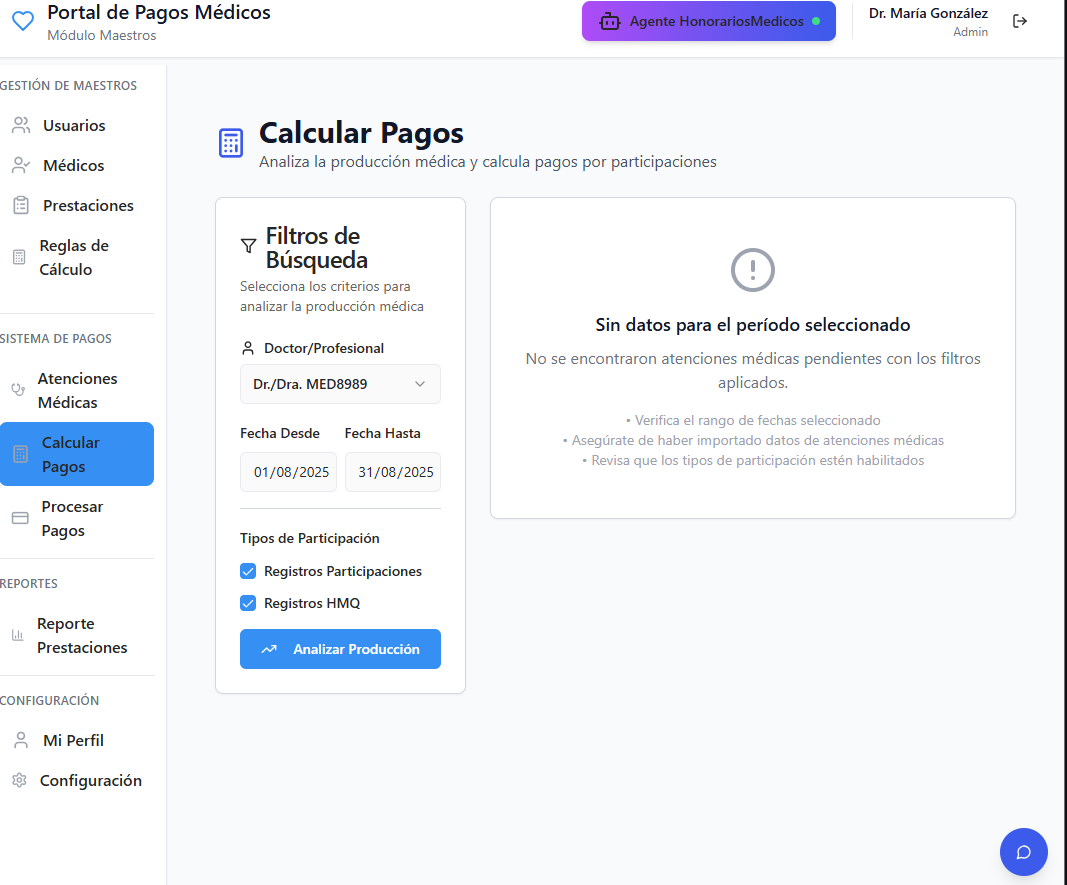 Portal de Pagos Médicos
Módulo Maestros
Agente HonorariosMedicos
Dr. María González
Admin
GESTIÓN DE MAESTROS
Usuarios
Médicos
Prestaciones
Reglas de
Cálculo
SISTEMA DE PAGOS
Atenciones
Médicas
Calcular
Pagos
Procesar
Pagos
REPORTES
Reporte
Prestaciones
CONFIGURACIÓN
Mi Perfil
Configuración
Calcular Pagos
Analiza la producción médica y calcula pagos por participaciones
Filtros de
Búsqueda
Selecciona los criterios para
analizar la producción médica
Doctor/Profesional
Dr./Dra. MED8989
Fecha Desde Fecha Hasta
01/08/2025 31/08/2025
Tipos de Participación
Registros Participaciones
Registros HMQ
Analizar Producción
Sin datos para el período seleccionado
No se encontraron atenciones médicas pendientes con los filtros
aplicados.
• Verifica el rango de fechas seleccionado
• Asegúrate de haber importado datos de atenciones médicas
• Revisa que los tipos de participación estén habilitados